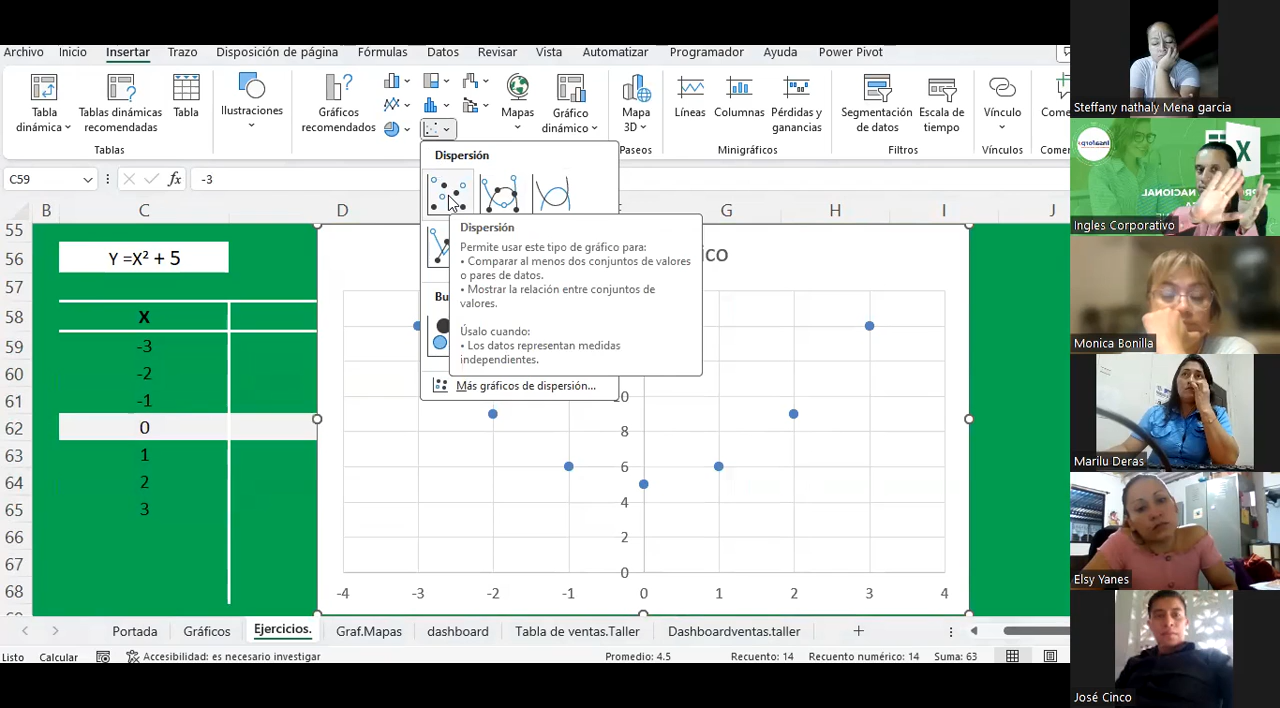 Archivo Inicio Insertar Trazo Disposición de página Fórmulas Datos Revisar Vista Automatizar Programador Ayuda Power Pivot
Tabla dinámica
Tablas dinámicas recomendadas
Tabla
Ilustraciones
Gráficos recomendados
Mapas
Gráfico dinámico
Mapa 3D
Líneas
Columnas
Pérdidas y ganancias
Segmentación de datos
Escala de tiempo
Vínculo
Tablas
Paseos
Minigráficos
Filtros
Vínculos
C59
fx
-3
Dispersión
Dispersión
Permite usar este tipo de gráfico para:
• Comparar al menos dos conjuntos de valores
o pares de datos.
• Mostrar la relación entre conjuntos de
valores.
Úsalo cuando:
• Los datos representan medidas
independientes.
Más gráficos de dispersión...
B C D G H I J
55
56
57
58
59
60
61
62
63
64
65
66
67
68
Y =X² + 5
X
-3
-2
-1
0
1
2
3
10
8
6
4
2
0
-4 -3 -2 -1 0 1 2 3 4
Portada Gráficos Ejercicios. Graf.Mapas dashboard Tabla de ventas.Taller Dashboardventas.taller
Listo Calcular Accesibilidad: es necesario investigar Promedio: 4.5 Recuento: 14 Recuento numérico: 14 Suma: 63
Steffany nathaly Mena garcia
Insaforp
X
Ingles Corporativo
Monica Bonilla
Marilu Deras
Elsy Yanes
José Cinco